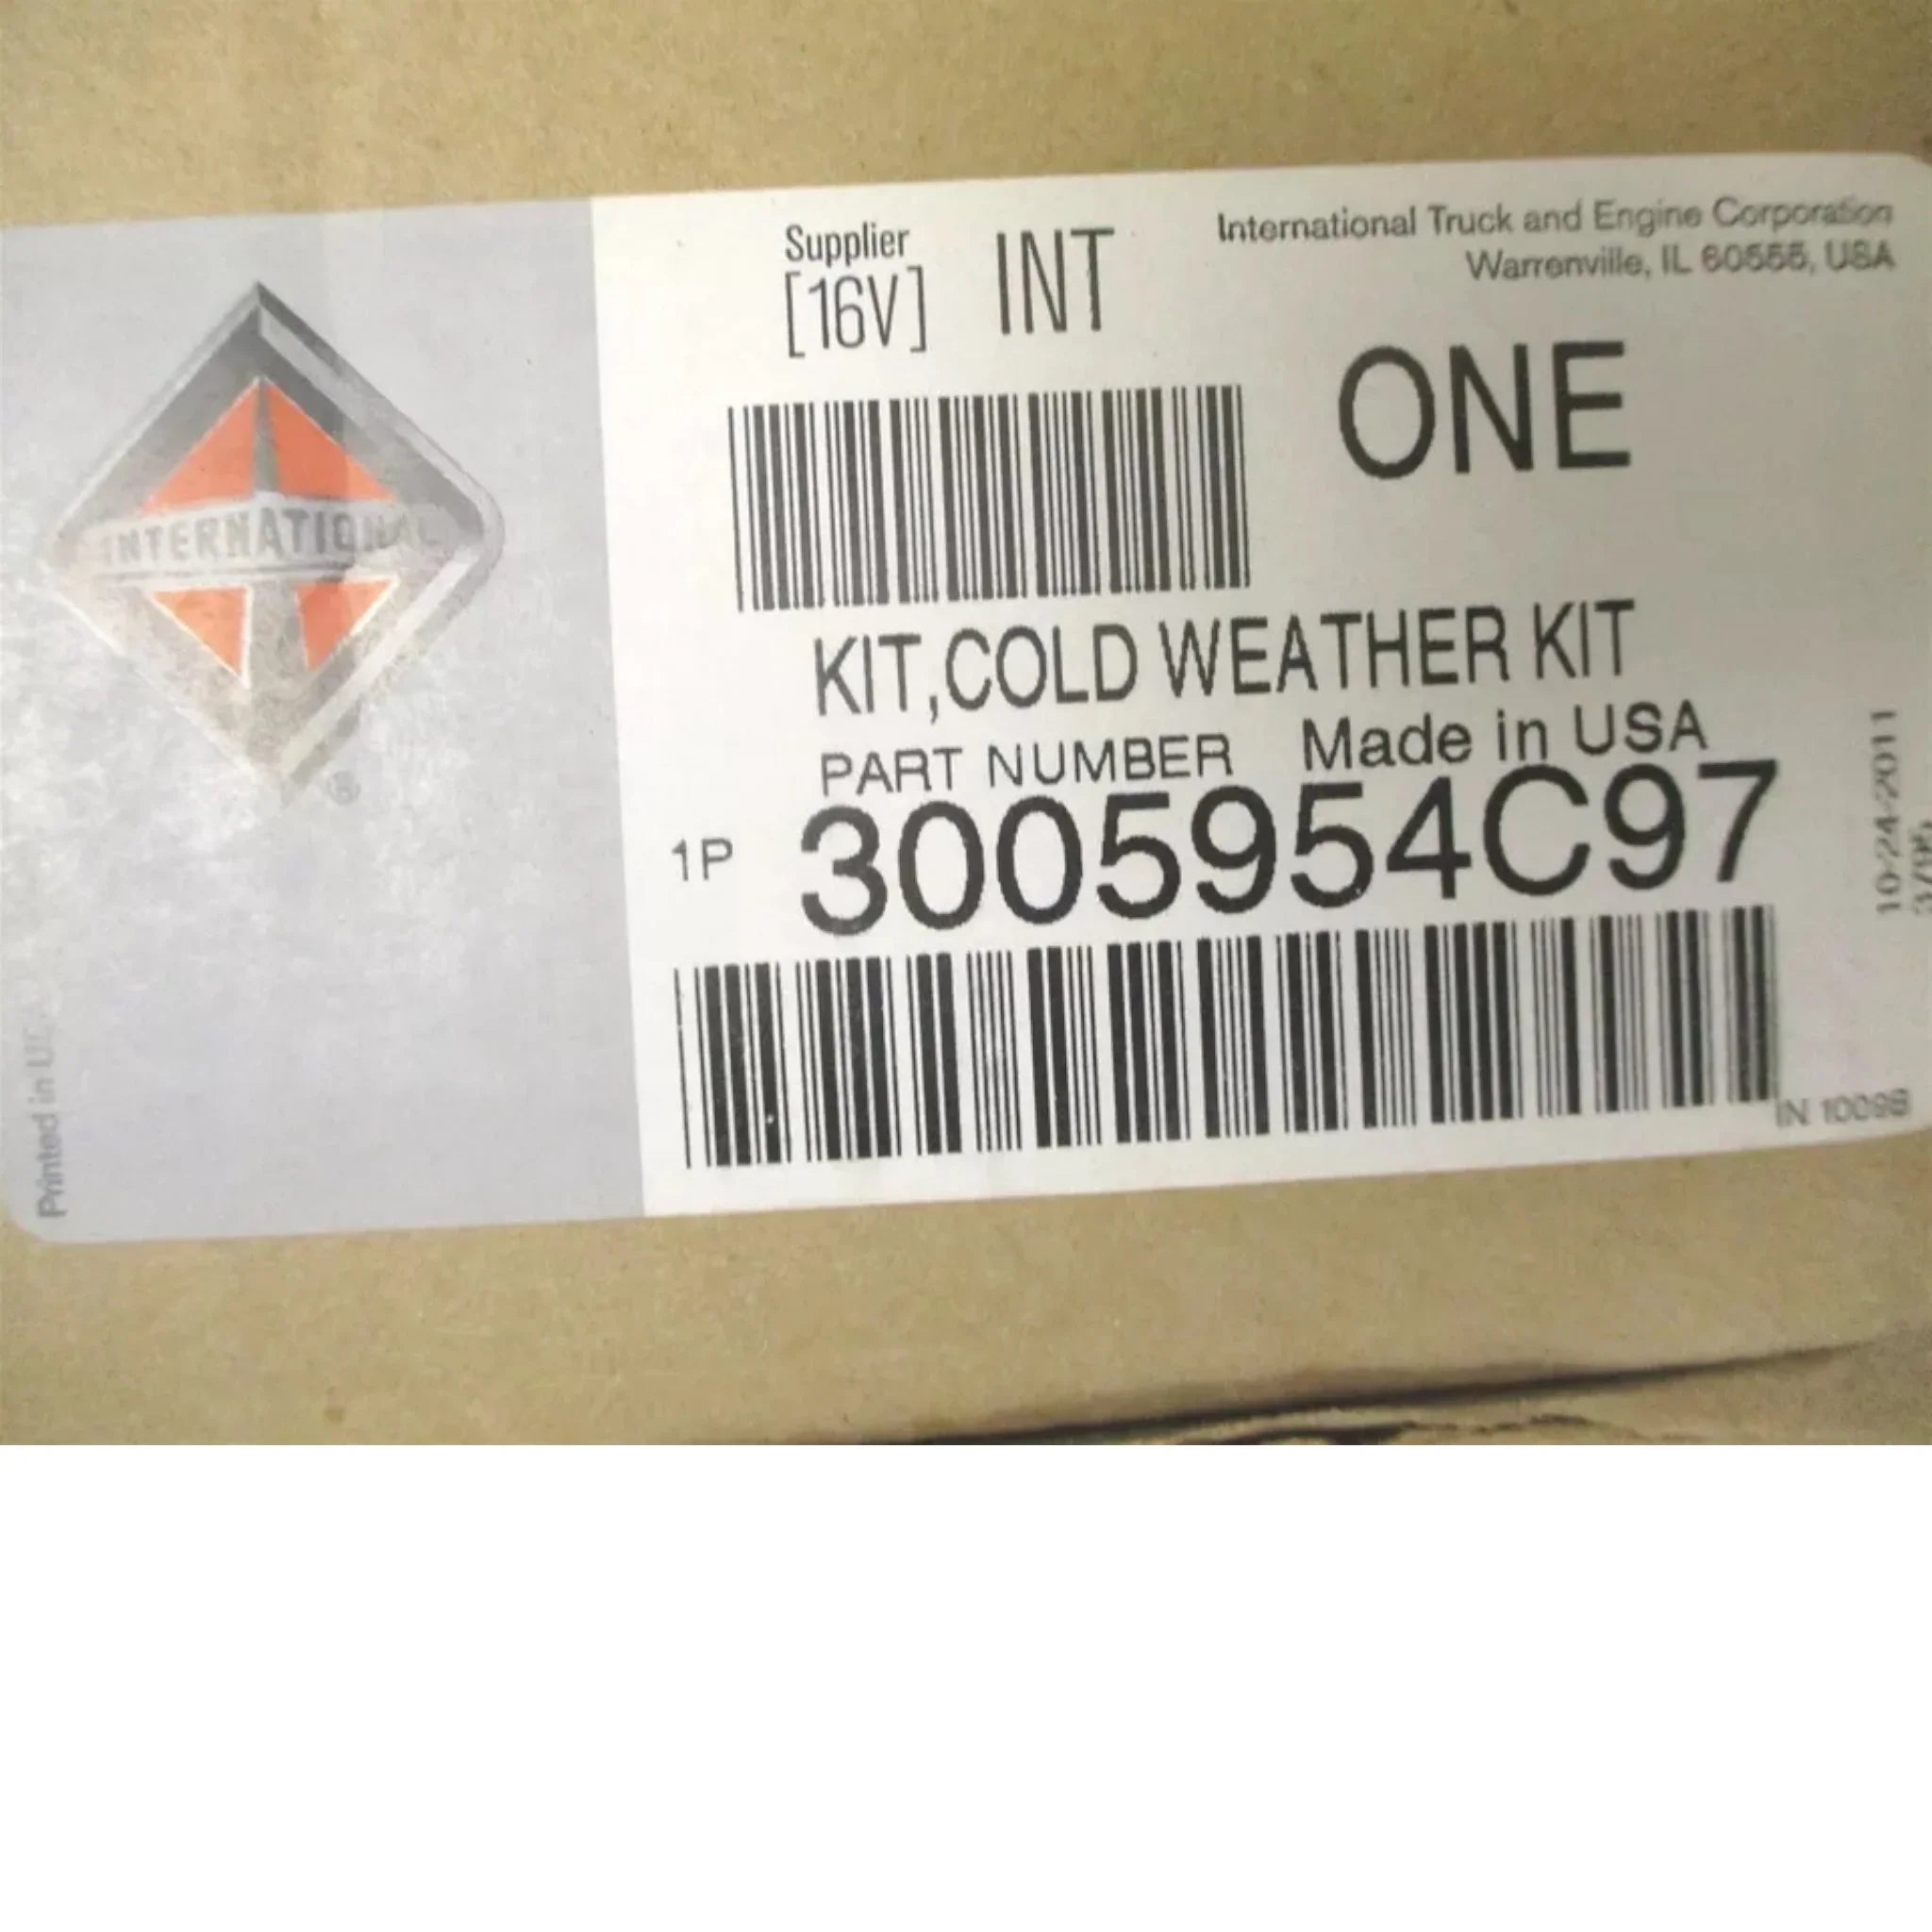 INTERNATIONAL
®
Printed in
Supplier
[16V] INT
International Truck and Engine Corporation
Warrenville, IL 60555, USA
ONE
KIT,COLD WEATHER KIT
PART NUMBER Made in USA
1P 3005954C97
10-24-2011
IN 10098